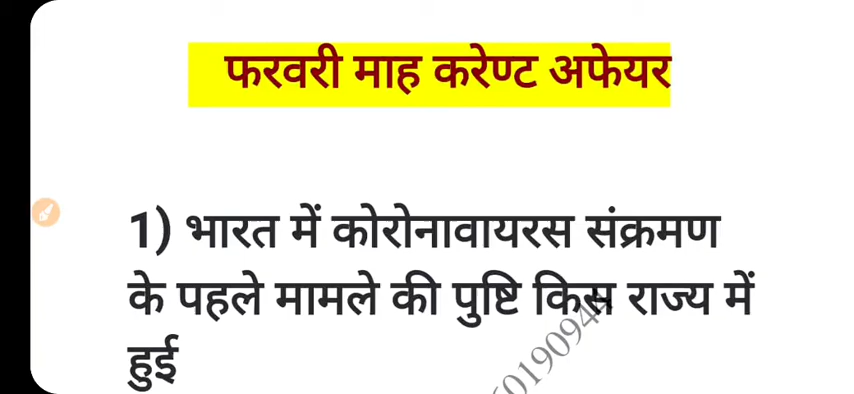 फरवरी माह करेण्ट अफेयर
1) भारत में कोरोनावायरस संक्रमण
के पहले मामले की पुष्टि किस राज्य में
हुई